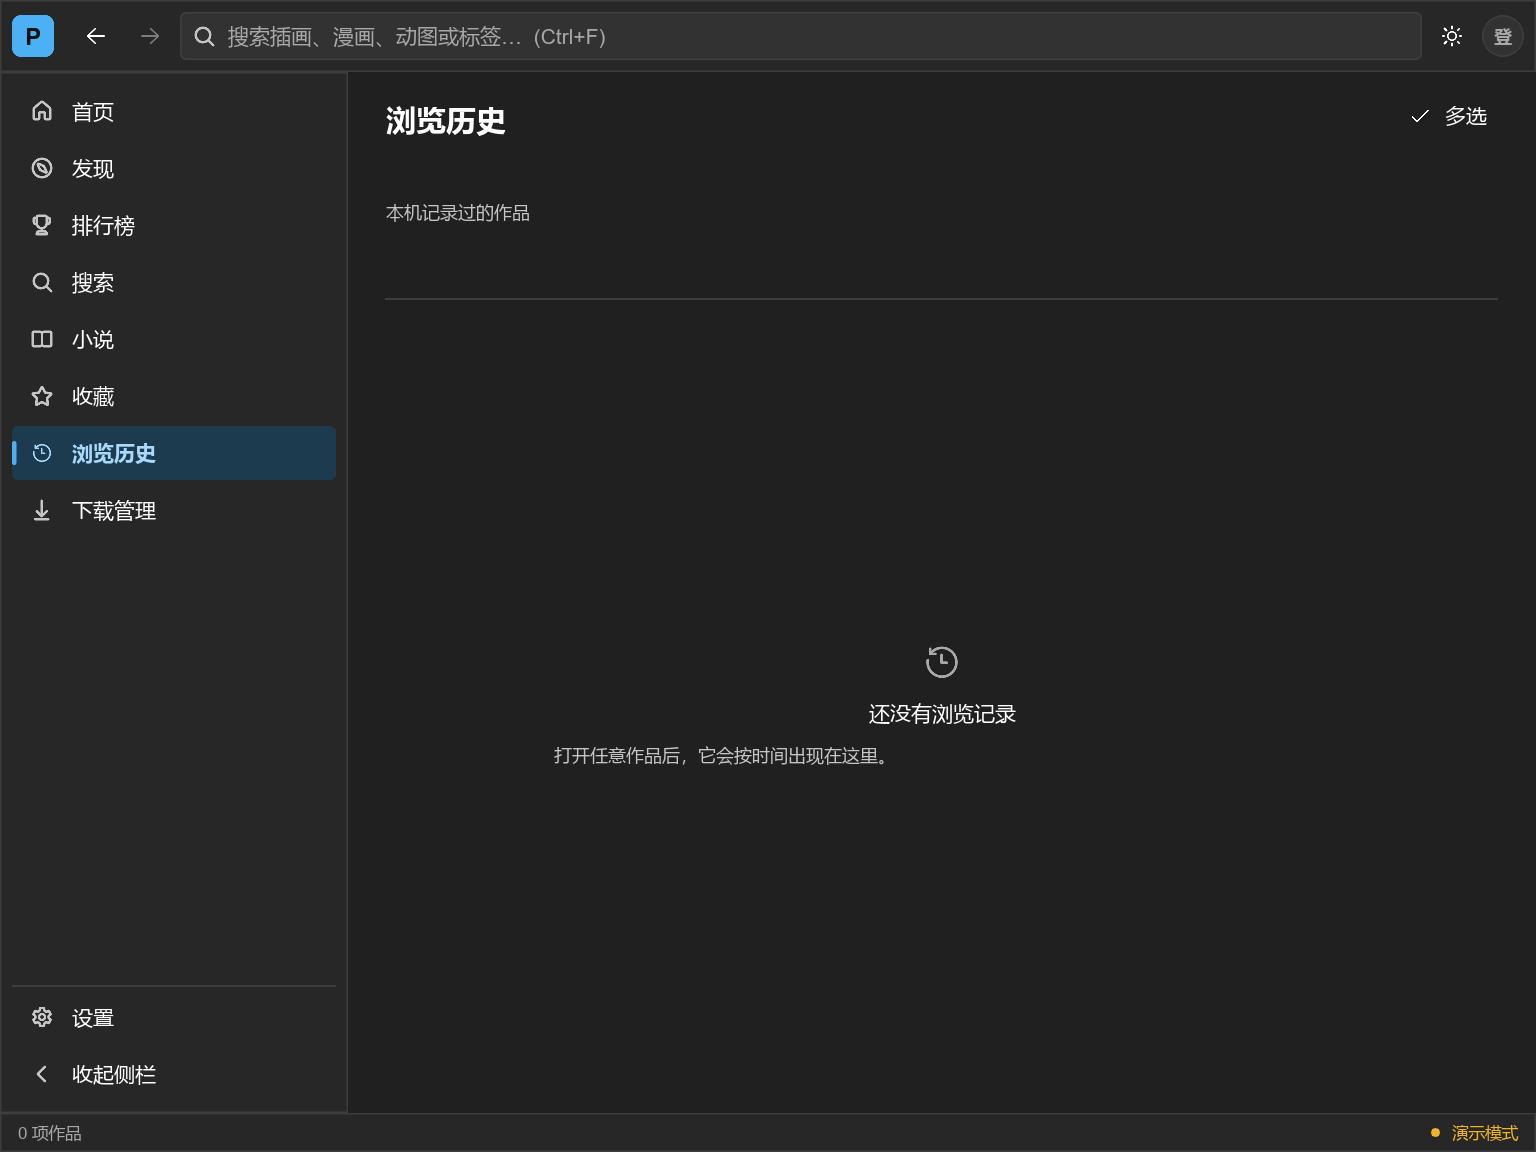 P
搜索插画、漫画、动图或标签… (Ctrl+F)
登
首页
发现
排行榜
搜索
小说
收藏
浏览历史
下载管理
设置
收起侧栏
浏览历史
多选
本机记录过的作品
还没有浏览记录
打开任意作品后，它会按时间出现在这里。
0 项作品
演示模式